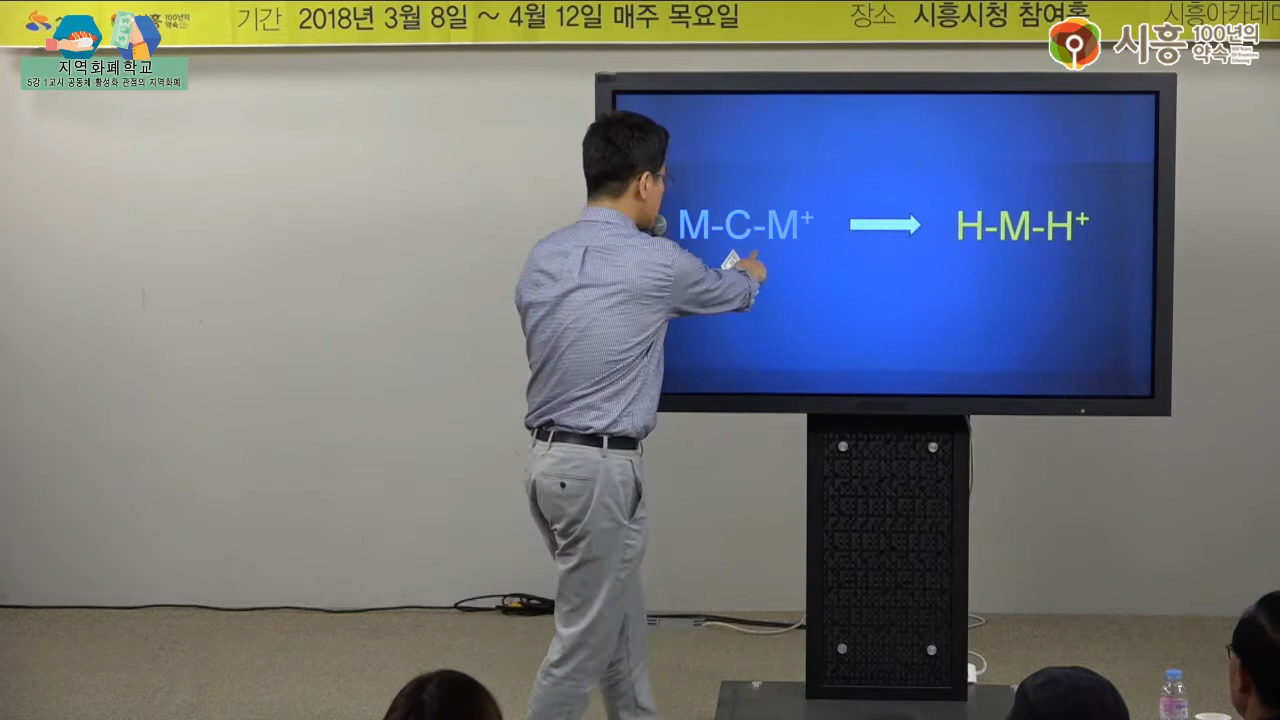 기간 2018년 3월 8일 ~ 4월 12일 매주 목요일 장소 시흥시청 참여홀
시흥아카데미
시흥 100년의 약속
지역화폐학교
5강 1교시 공동체 활성화 관점의 지역화폐
M-C-M⁺ → H-M-H⁺